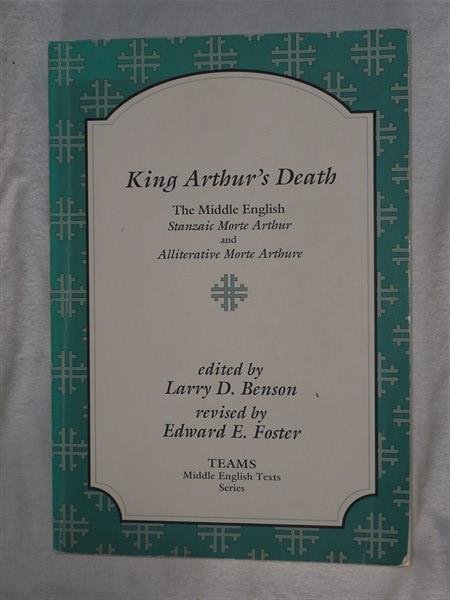 King Arthur's Death
The Middle English
Stanzaic Morte Arthur
and
Alliterative Morte Arthure
edited by
Larry D. Benson
revised by
Edward E. Foster
TEAMS
Middle English Texts
Series